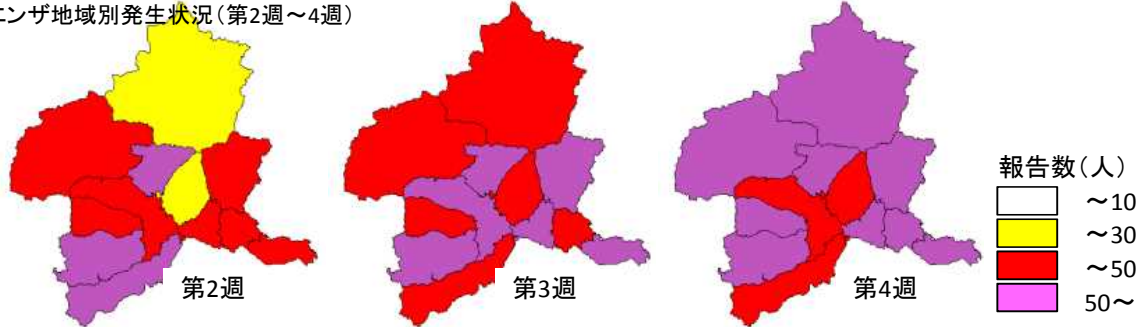 エンザ地域別発生状況（第2週～4週）
第2週
第3週
第4週
報告数（人）
～10
～30
～50
50～